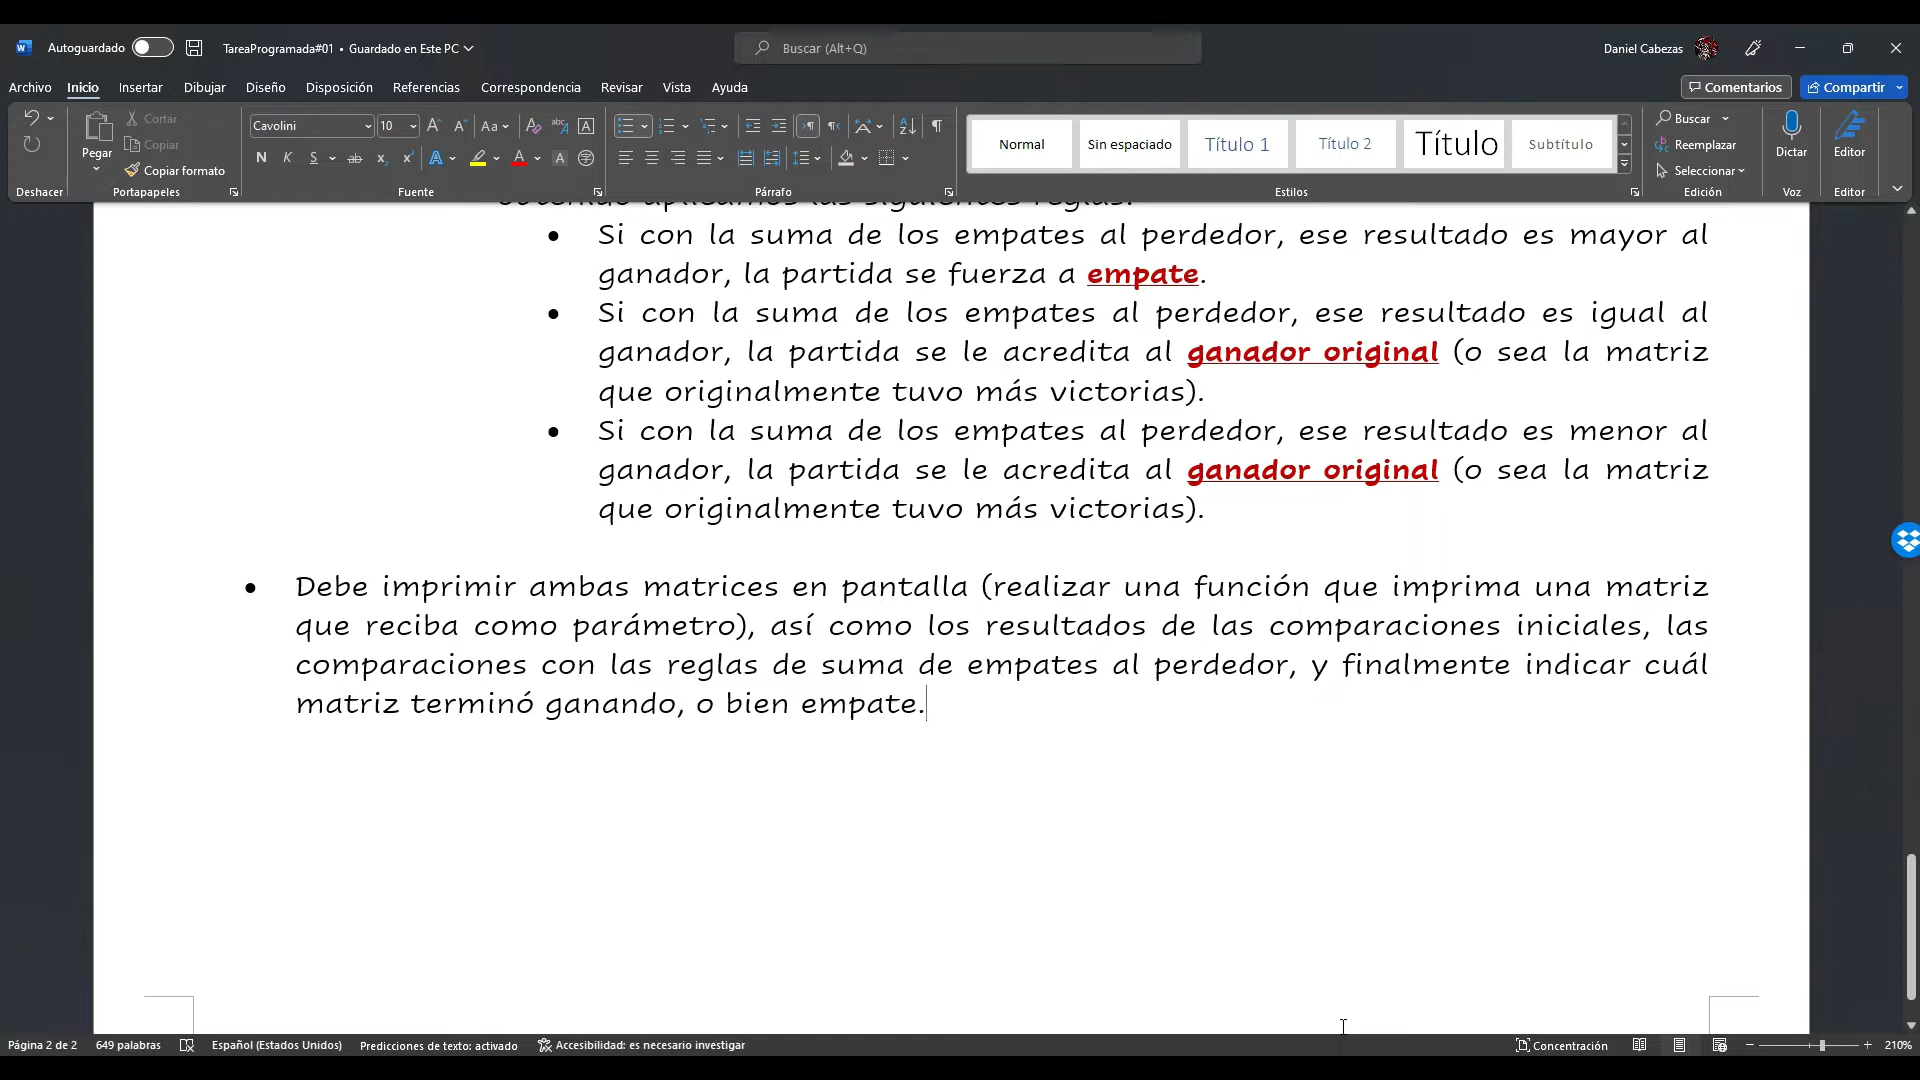 Autoguardado
TareaProgramada#01 • Guardado en Este PC
Buscar (Alt+Q)
Daniel Cabezas
Archivo Inicio Insertar Dibujar Diseño Disposición Referencias Correspondencia Revisar Vista Ayuda
Comentarios
Compartir
Pegar
Cortar
Copiar
Copiar formato
Cavolini 10
Normal
Sin espaciado
Título 1
Título 2
Título
Subtítulo
Buscar
Reemplazar
Seleccionar
Dictar
Editor
Deshacer Portapapeles Fuente Párrafo Estilos Edición Voz Editor
obtenido aplicamos las siguientes reglas:
• Si con la suma de los empates al perdedor, ese resultado es mayor al
ganador, la partida se fuerza a empate.
• Si con la suma de los empates al perdedor, ese resultado es igual al
ganador, la partida se le acredita al ganador original (o sea la matriz
que originalmente tuvo más victorias).
• Si con la suma de los empates al perdedor, ese resultado es menor al
ganador, la partida se le acredita al ganador original (o sea la matriz
que originalmente tuvo más victorias).
• Debe imprimir ambas matrices en pantalla (realizar una función que imprima una matriz
que reciba como parámetro), así como los resultados de las comparaciones iniciales, las
comparaciones con las reglas de suma de empates al perdedor, y finalmente indicar cuál
matriz terminó ganando, o bien empate.
Página 2 de 2 649 palabras Español (Estados Unidos) Predicciones de texto: activado Accesibilidad: es necesario investigar Concentración 210%